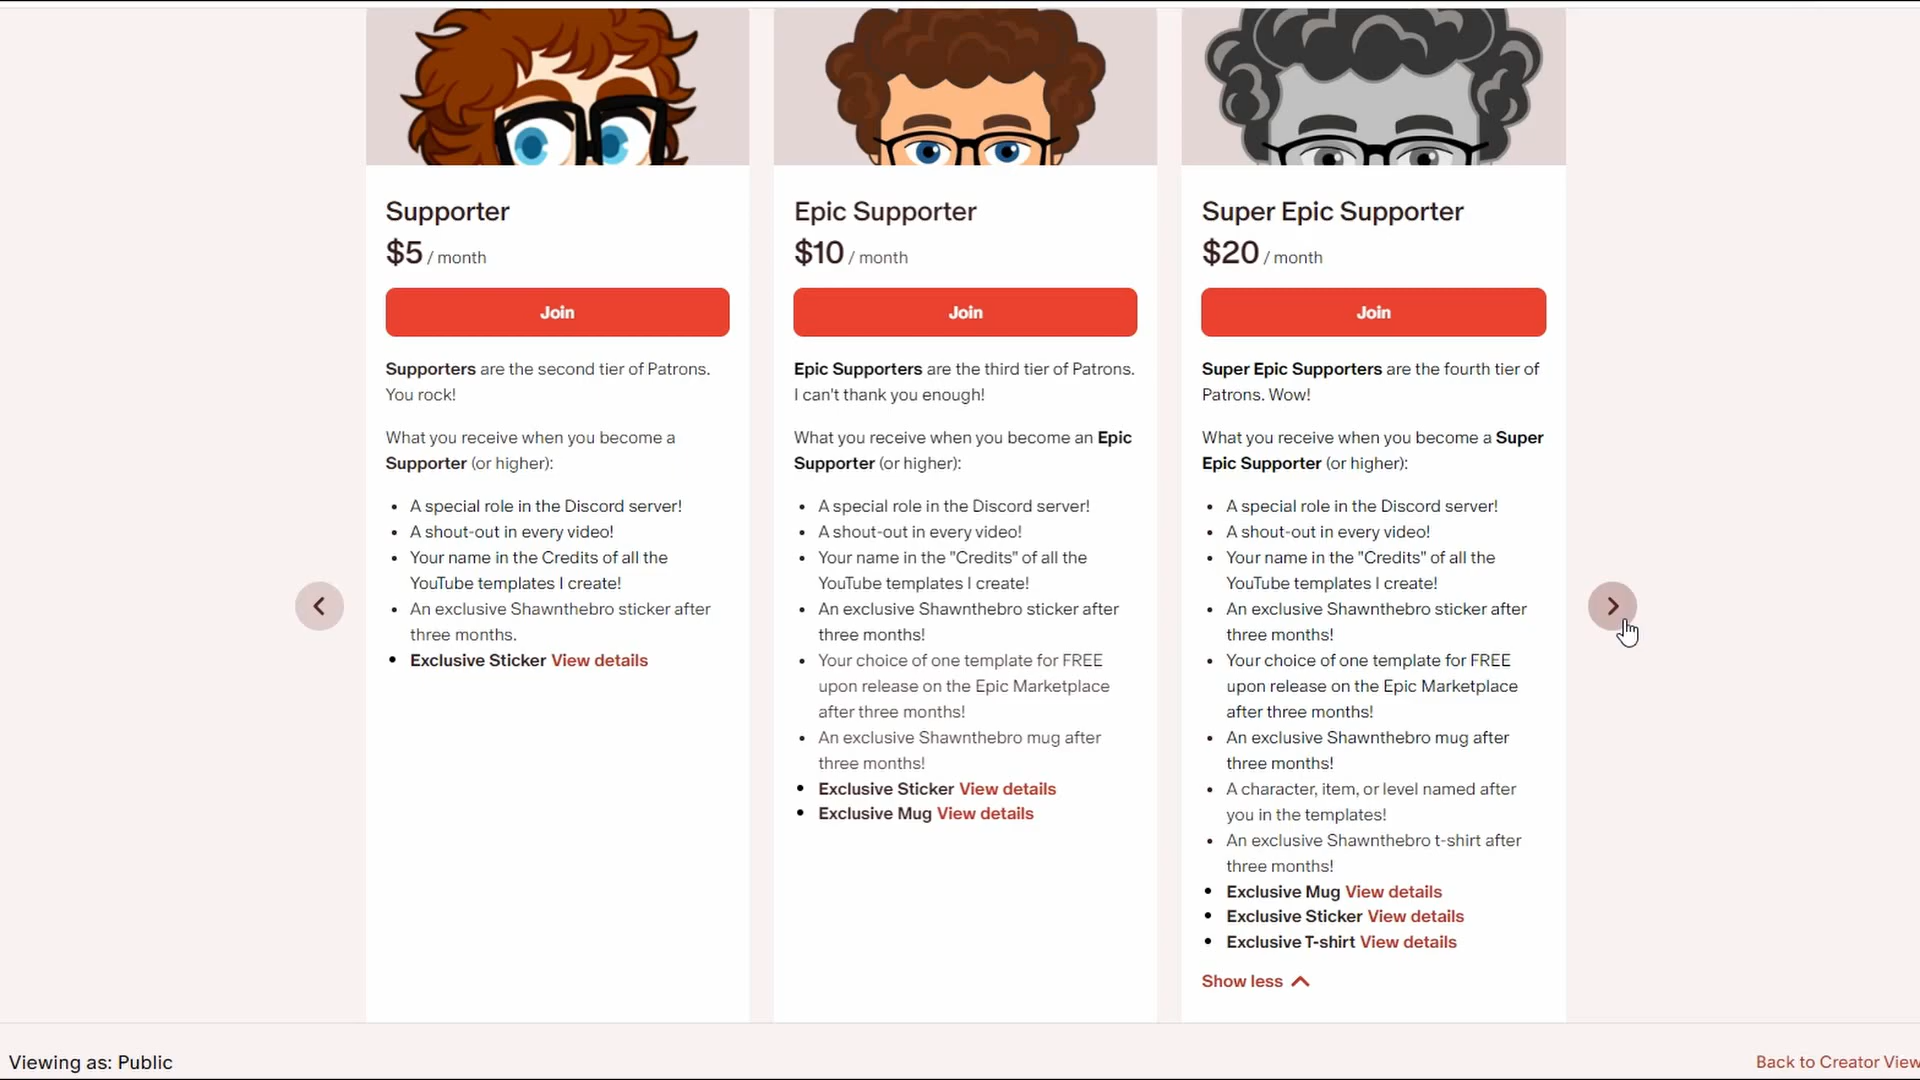 Supporter
$5 / month
Join
Supporters are the second tier of Patrons.
You rock!
What you receive when you become a
Supporter (or higher):
• A special role in the Discord server!
• A shout-out in every video!
• Your name in the Credits of all the
YouTube templates I create!
• An exclusive Shawnthebro sticker after
three months.
• Exclusive Sticker View details
Epic Supporter
$10 / month
Join
Epic Supporters are the third tier of Patrons.
I can't thank you enough!
What you receive when you become an Epic
Supporter (or higher):
• A special role in the Discord server!
• A shout-out in every video!
• Your name in the "Credits" of all the
YouTube templates I create!
• An exclusive Shawnthebro sticker after
three months!
• Your choice of one template for FREE
upon release on the Epic Marketplace
after three months!
• An exclusive Shawnthebro mug after
three months!
• Exclusive Sticker View details
• Exclusive Mug View details
Super Epic Supporter
$20 / month
Join
Super Epic Supporters are the fourth tier of
Patrons. Wow!
What you receive when you become a Super
Epic Supporter (or higher):
• A special role in the Discord server!
• A shout-out in every video!
• Your name in the "Credits" of all the
YouTube templates I create!
• An exclusive Shawnthebro sticker after
three months!
• Your choice of one template for FREE
upon release on the Epic Marketplace
after three months!
• An exclusive Shawnthebro mug after
three months!
• A character, item, or level named after
you in the templates!
• An exclusive Shawnthebro t-shirt after
three months!
• Exclusive Mug View details
• Exclusive Sticker View details
• Exclusive T-shirt View details
Show less
Viewing as: Public
Back to Creator View